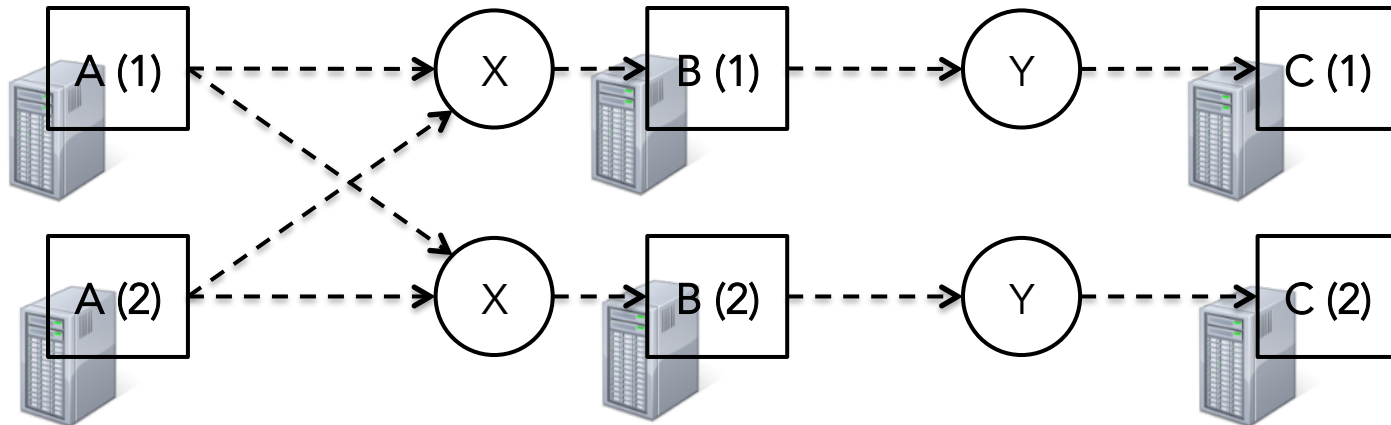 A (1)
X
B (1)
Y
C (1)
A (2)
X
B (2)
Y
C (2)